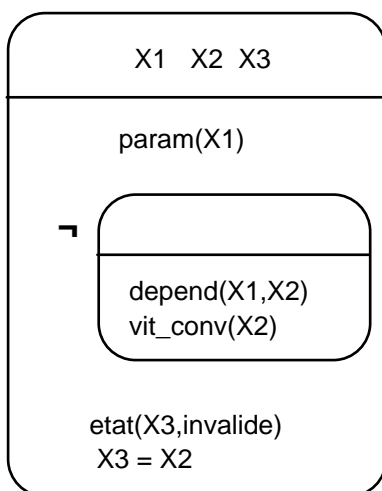 X1 X2 X3
param(X1)
¬
depend(X1,X2)
vit_conv(X2)
etat(X3,invalide)
X3 = X2